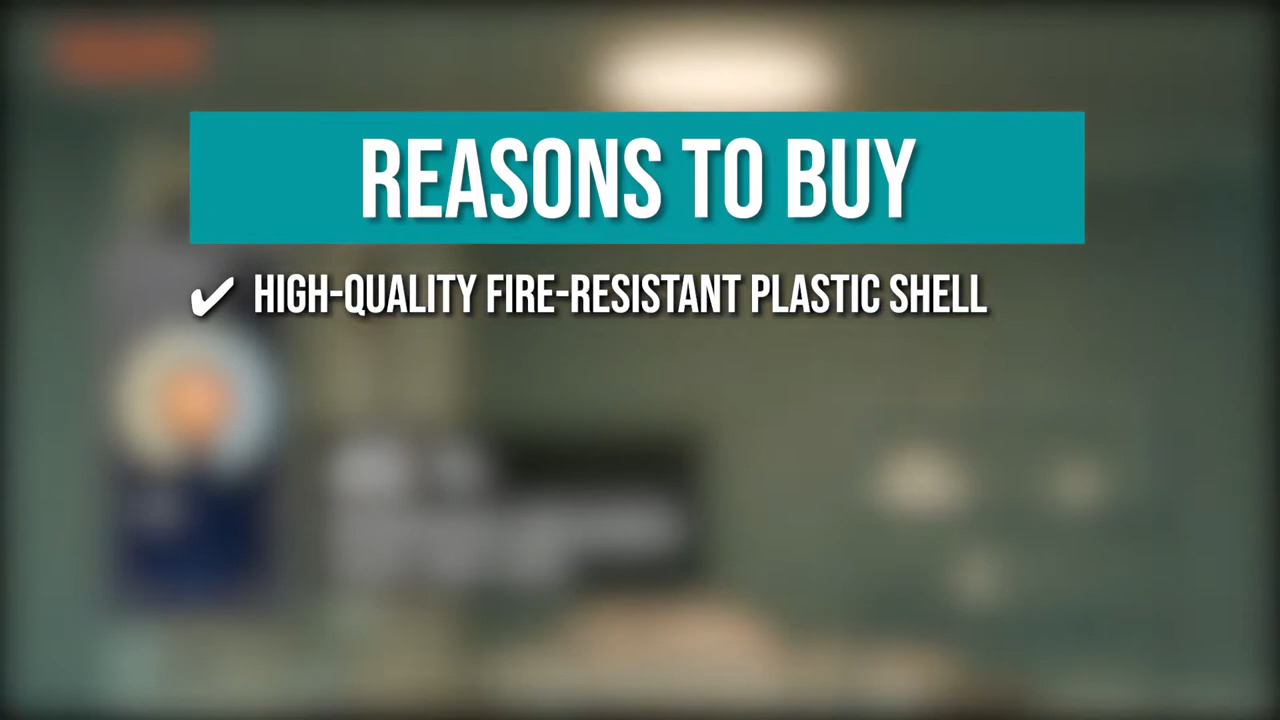 REASONS TO BUY
✔ HIGH-QUALITY FIRE-RESISTANT PLASTIC SHELL